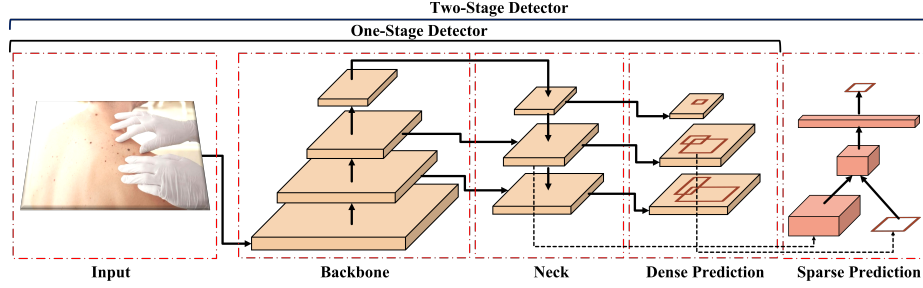 Two-Stage Detector
One-Stage Detector
Input
Backbone
Neck
Dense Prediction
Sparse Prediction